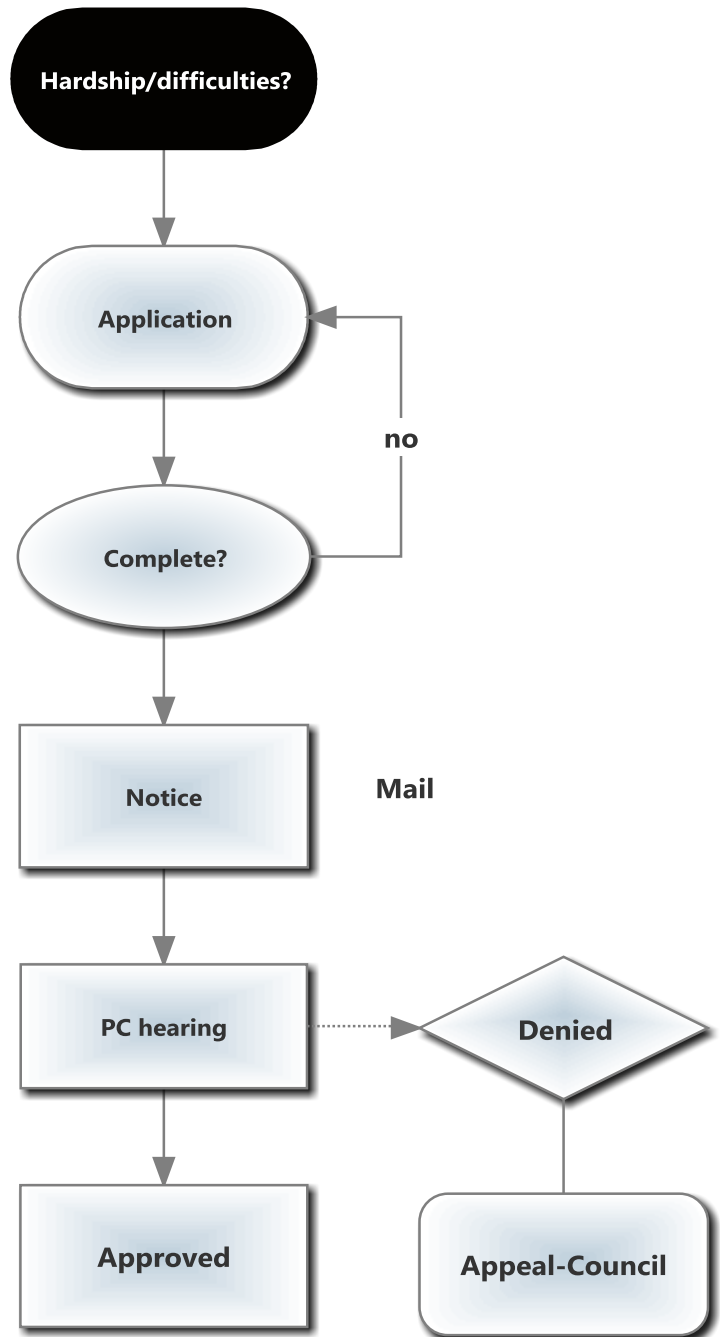 Hardship/difficulties?
Application
no
Complete?
Notice
Mail
PC hearing
Denied
Approved
Appeal-Council